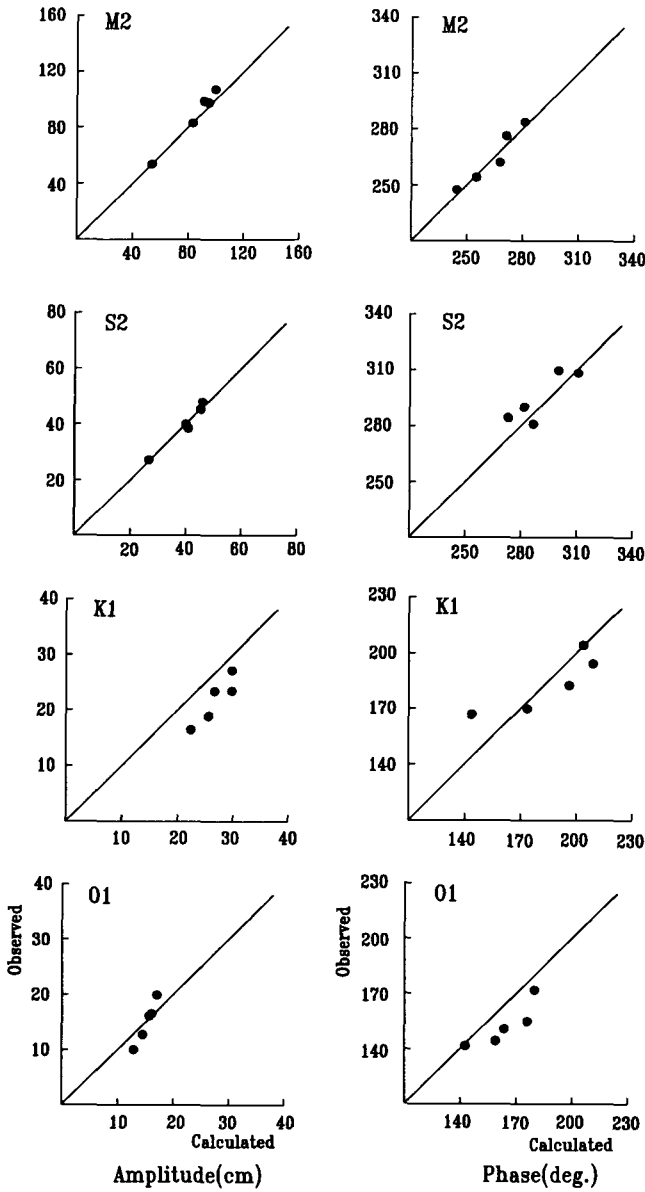 160
M2
120
80
40
40 80 120 160
340
M2
310
280
250
250 280 310 340
80
S2
60
40
20
20 40 60 80
340
S2
310
280
250
250 280 310 340
40
K1
30
20
10
10 20 30 40
230
K1
200
170
140
140 170 200 230
40
O1
30
20
10
Observed
10 20 30 40
Calculated
Amplitude(cm)
230
O1
200
170
140
Observed
140 170 200 230
Calculated
Phase(deg.)